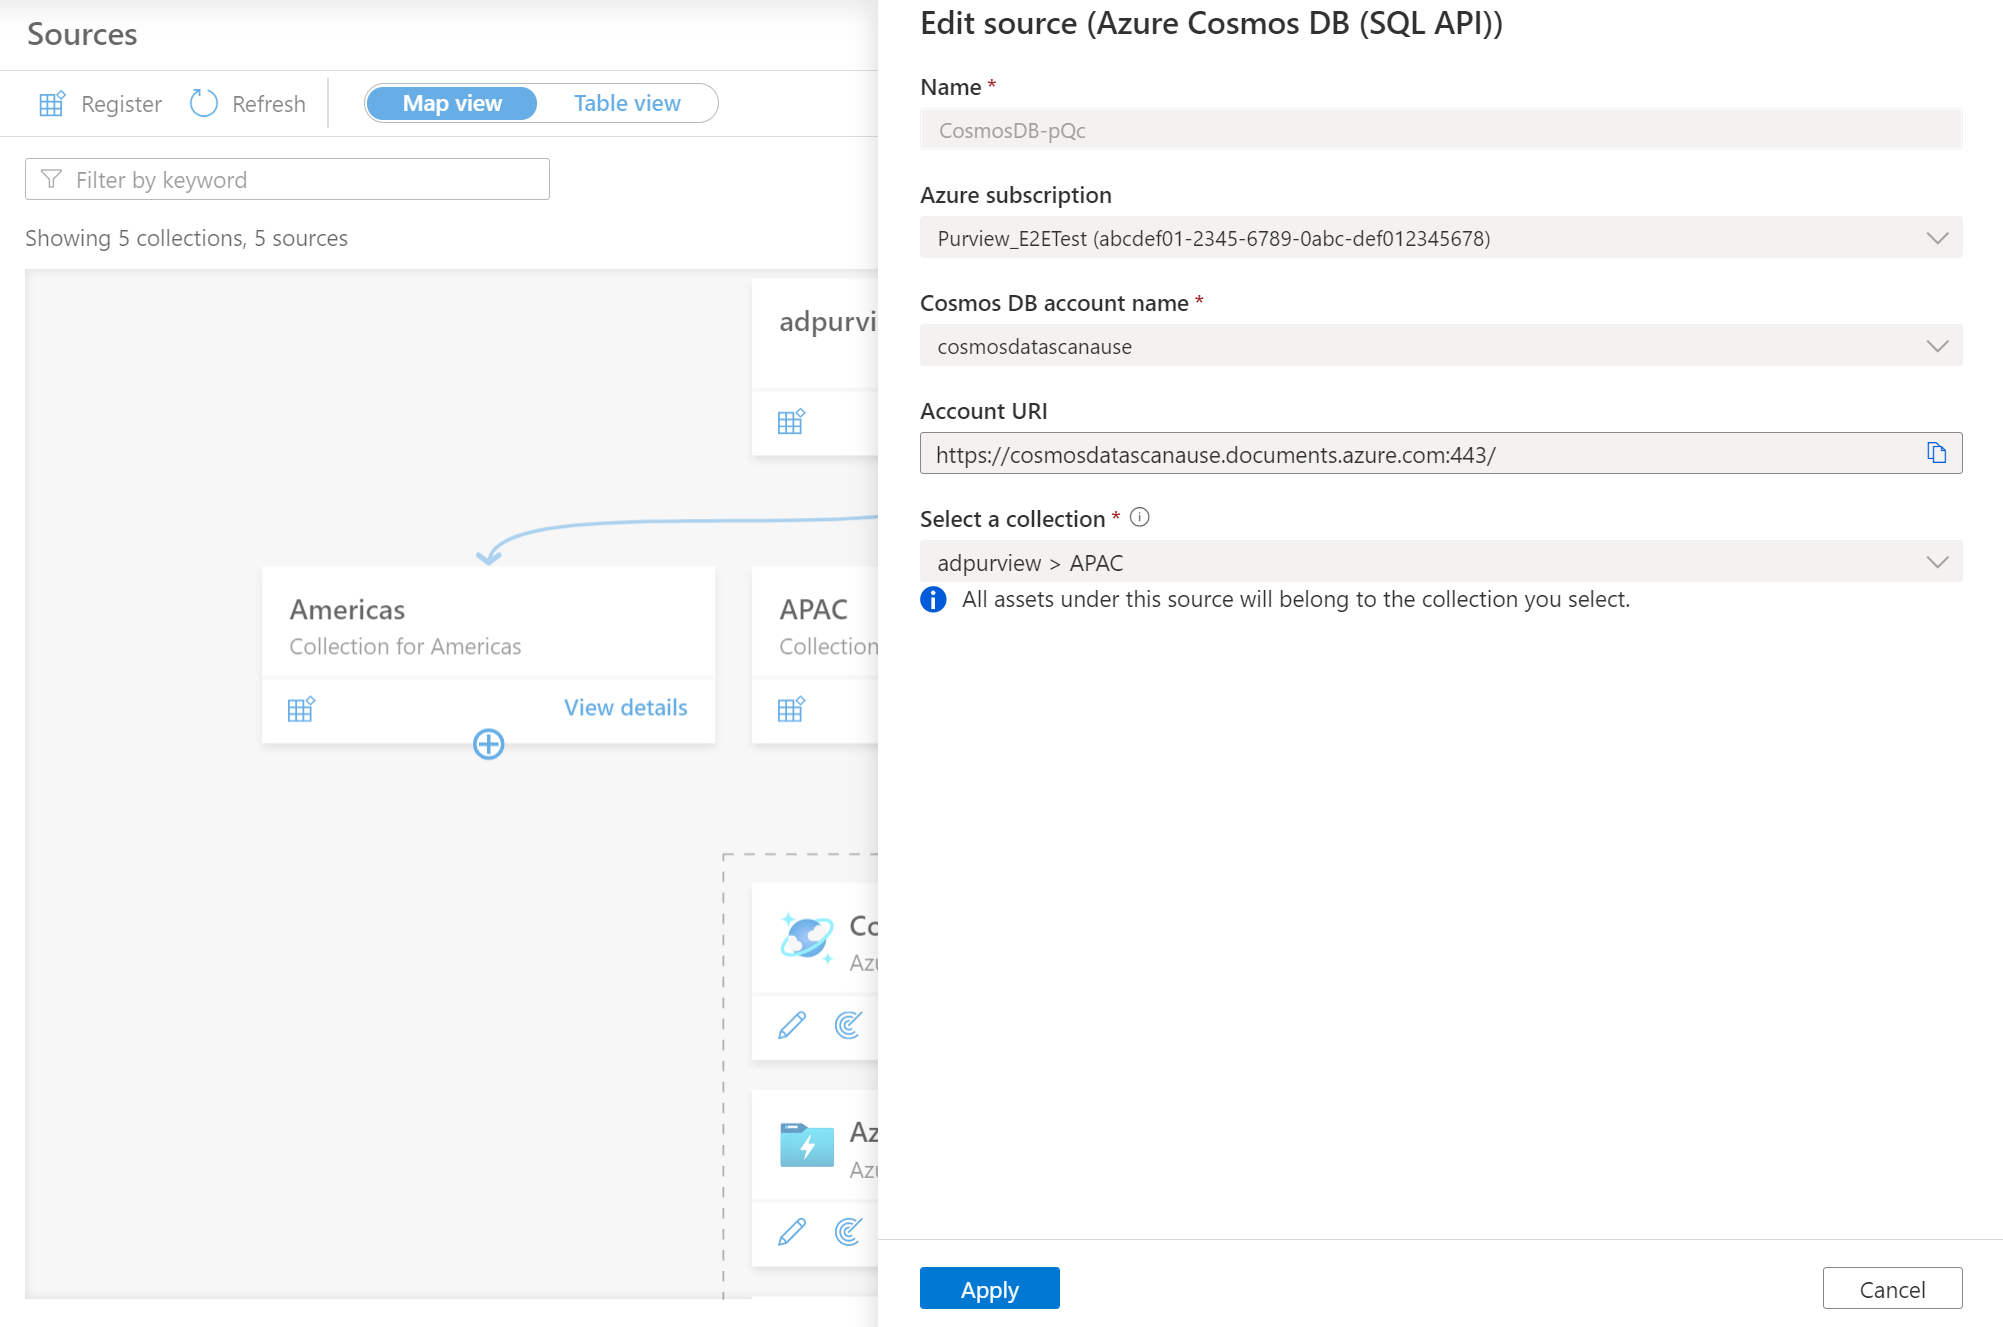 Sources
Register
Refresh
Map view
Table view
Filter by keyword
Showing 5 collections, 5 sources
adpurvi
Americas
Collection for Americas
View details
APAC
Collection
Co
Azu
Az
Azu
Edit source (Azure Cosmos DB (SQL API))
Name *
CosmosDB-pQc
Azure subscription
Purview_E2ETest (abcdef01-2345-6789-0abc-def012345678)
Cosmos DB account name *
cosmosdatascanause
Account URI
https://cosmosdatascanause.documents.azure.com:443/
Select a collection *
adpurview > APAC
All assets under this source will belong to the collection you select.
Apply
Cancel